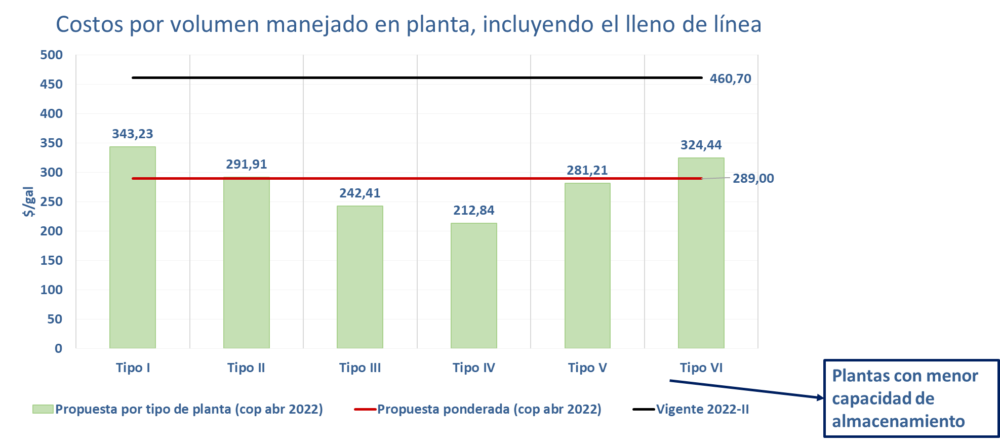 Costos por volumen manejado en planta, incluyendo el lleno de línea
$/gal
500
450
400
350
300
250
200
150
100
50
0
460,70
343,23
291,91
242,41
212,84
281,21
324,44
289,00
Tipo I
Tipo II
Tipo III
Tipo IV
Tipo V
Tipo VI
Propuesta por tipo de planta (cop abr 2022)
Propuesta ponderada (cop abr 2022)
Vigente 2022-II
Plantas con menor
capacidad de
almacenamiento